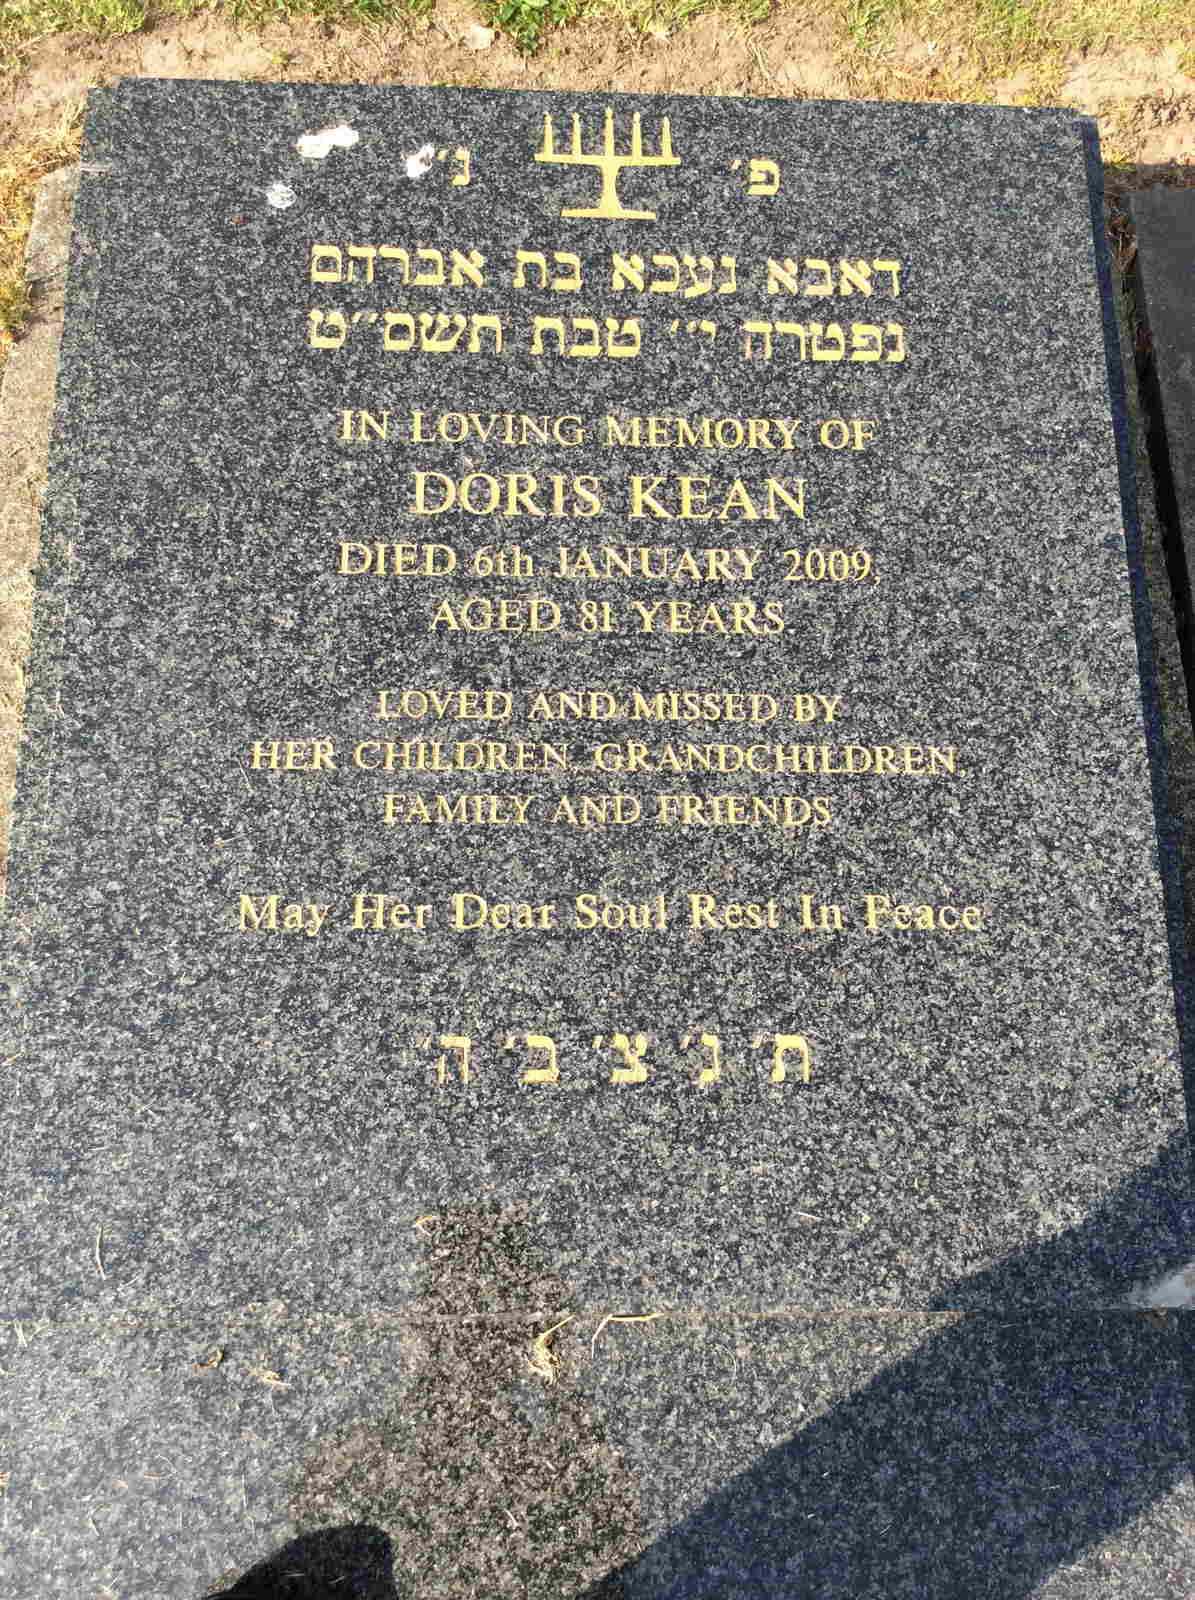 פ׳ נ׳
דאבא נעכא בת אברהם
נפטרה י׳׳ טבת תשס״ט
IN LOVING MEMORY OF
DORIS KEAN
DIED 6th JANUARY 2009,
AGED 81 YEARS
LOVED AND MISSED BY
HER CHILDREN, GRANDCHILDREN,
FAMILY AND FRIENDS
May Her Dear Soul Rest In Peace
ת׳ נ׳ צ׳ ב׳ ה׳